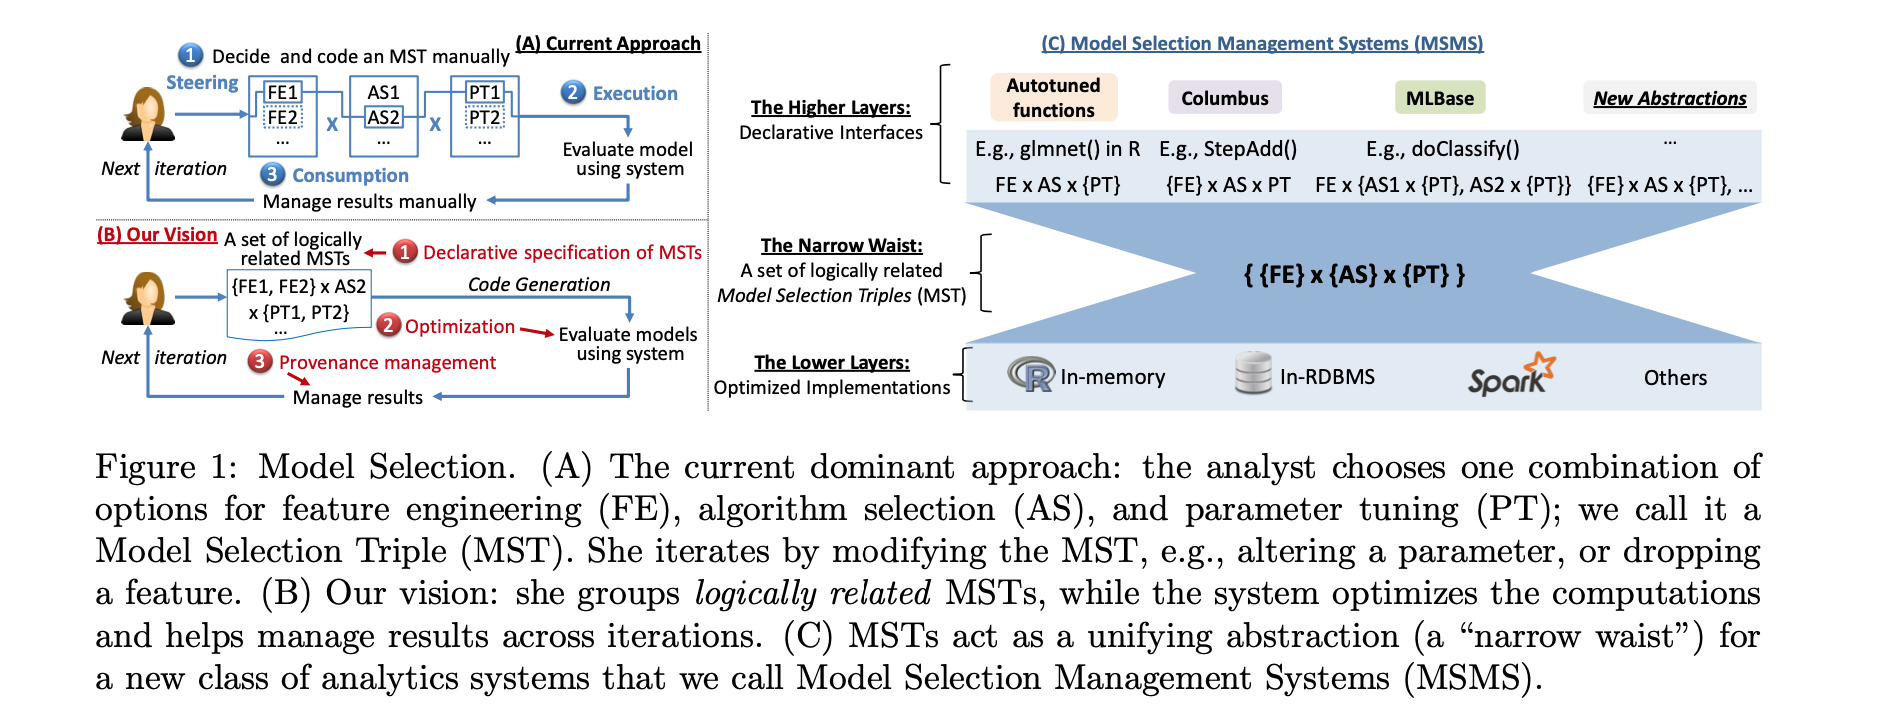 (A) Current Approach
1 Decide and code an MST manually
Steering
FE1
FE2
...
X
AS1
AS2
...
X
PT1
PT2
...
2 Execution
Evaluate model
using system
3 Consumption
Manage results manually
Next iteration
(B) Our Vision
A set of logically
related MSTs
1 Declarative specification of MSTs
{FE1, FE2} x AS2
x {PT1, PT2}
...
Code Generation
2 Optimization
Evaluate models
using system
3 Provenance management
Manage results
Next iteration
(C) Model Selection Management Systems (MSMS)
The Higher Layers:
Declarative Interfaces
Autotuned
functions
Columbus
MLBase
New Abstractions
E.g., glmnet() in R
E.g., StepAdd()
E.g., doClassify()
...
FE x AS x {PT}
{FE} x AS x PT
FE x {AS1 x {PT}, AS2 x {PT}}
{FE} x AS x {PT}, ...
The Narrow Waist:
A set of logically related
Model Selection Triples (MST)
{ {FE} x {AS} x {PT} }
The Lower Layers:
Optimized Implementations
R In-memory
In-RDBMS
Spark
Others
Figure 1: Model Selection. (A) The current dominant approach: the analyst chooses one combination of
options for feature engineering (FE), algorithm selection (AS), and parameter tuning (PT); we call it a
Model Selection Triple (MST). She iterates by modifying the MST, e.g., altering a parameter, or dropping
a feature. (B) Our vision: she groups logically related MSTs, while the system optimizes the computations
and helps manage results across iterations. (C) MSTs act as a unifying abstraction (a “narrow waist”) for
a new class of analytics systems that we call Model Selection Management Systems (MSMS).